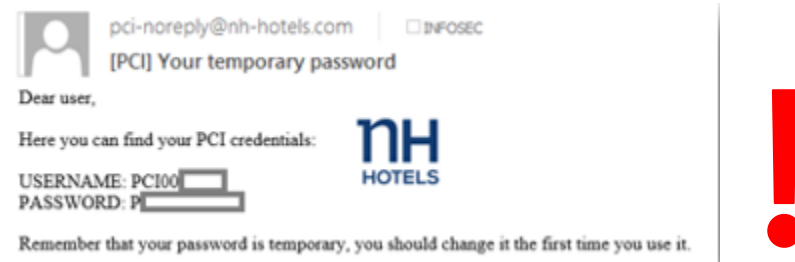 pci-noreply@nh-hotels.com INFOSEC
[PCI] Your temporary password
Dear user,
Here you can find your PCI credentials:
nH
HOTELS
USERNAME: PCI00
PASSWORD: P
Remember that your password is temporary, you should change it the first time you use it.
!